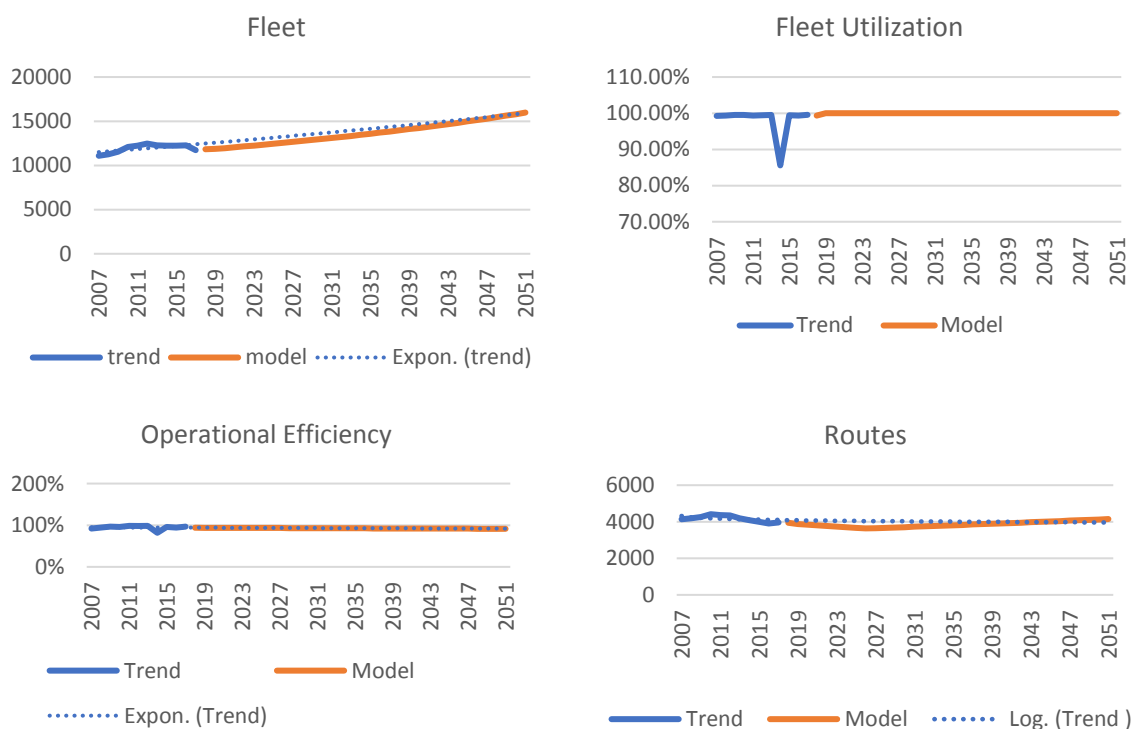 Fleet
20000
15000
10000
5000
0
2007 2011 2015 2019 2023 2027 2031 2035 2039 2043 2047 2051
trend model Expon. (trend)
Fleet Utilization
110.00%
100.00%
90.00%
80.00%
70.00%
2007 2011 2015 2019 2023 2027 2031 2035 2039 2043 2047 2051
Trend Model
Operational Efficiency
200%
100%
0%
2007 2011 2015 2019 2023 2027 2031 2035 2039 2043 2047 2051
Trend Model
Expon. (Trend)
Routes
6000
4000
2000
0
2007 2011 2015 2019 2023 2027 2031 2035 2039 2043 2047 2051
Trend Model Log. (Trend )